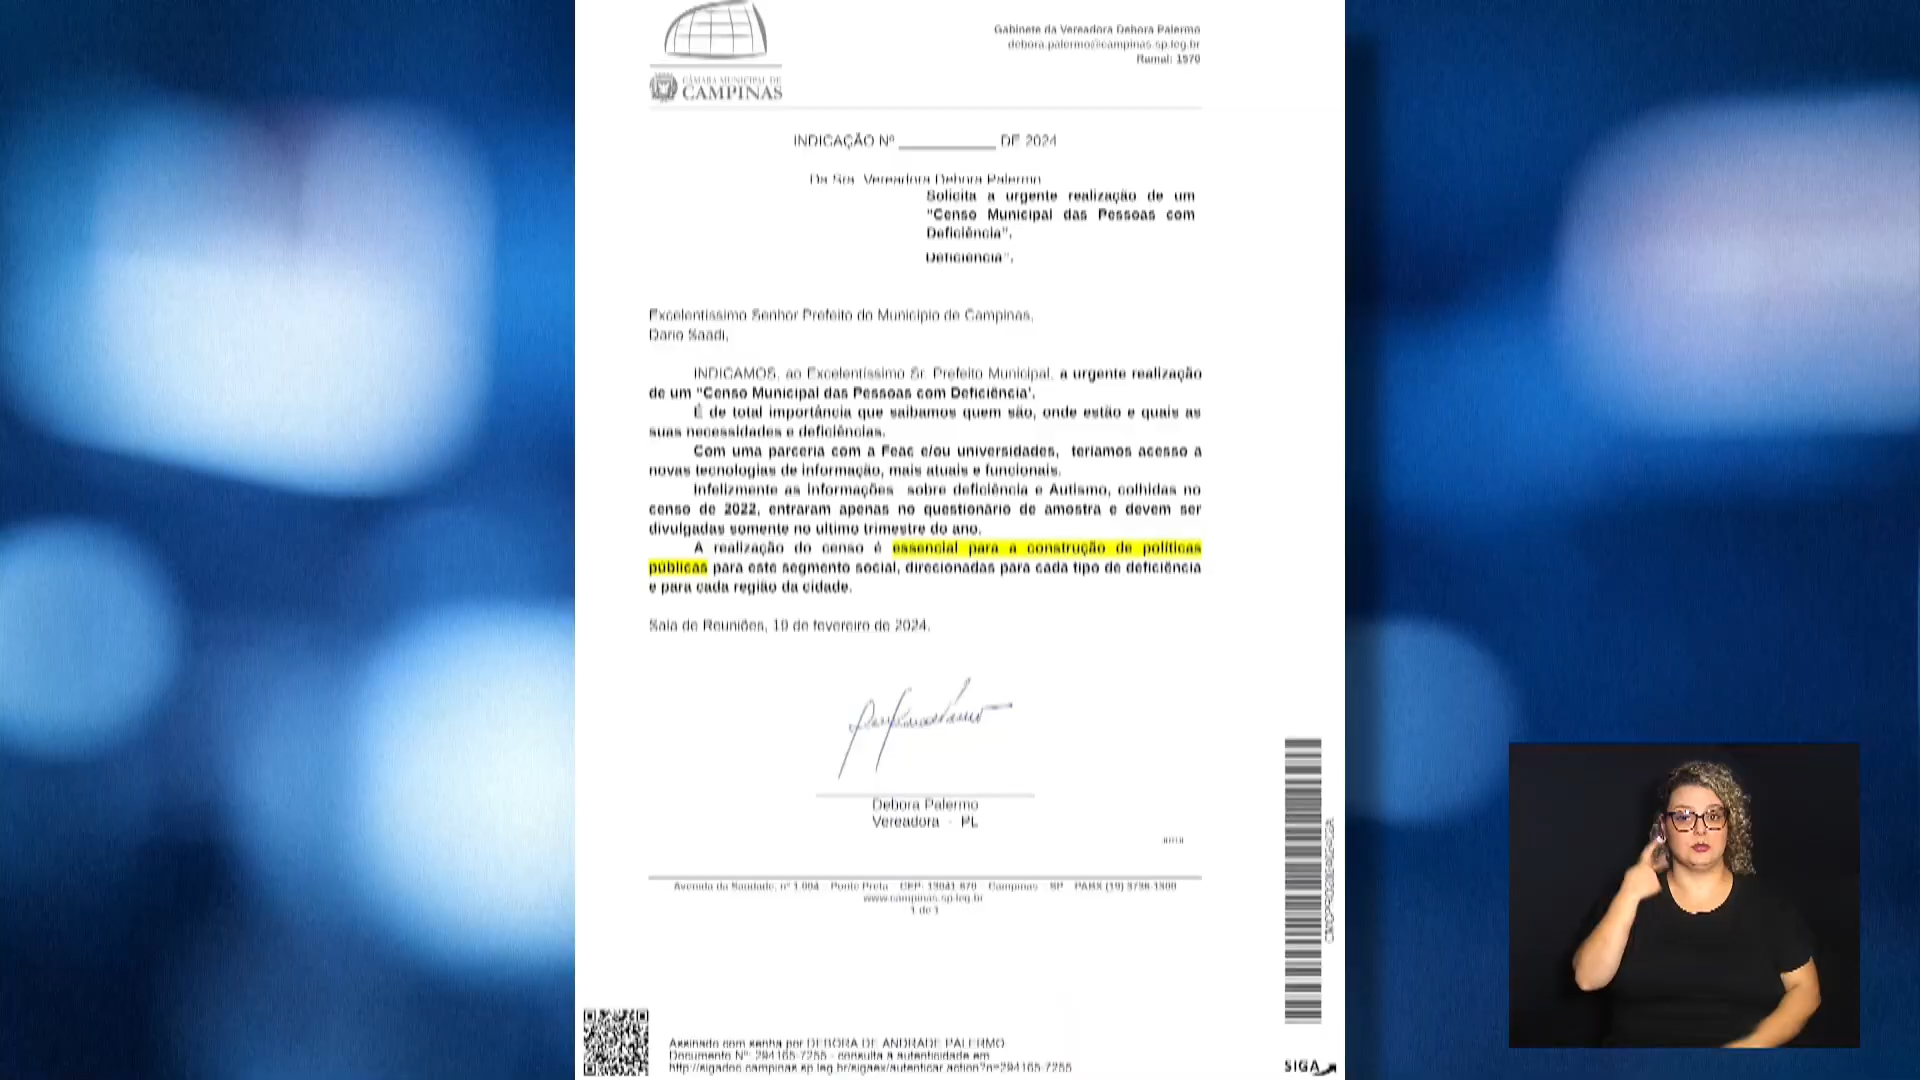 Gabinete da Vereadora Debora Palermo
debora.palermo@campinas.sp.leg.br
Ramal: 1570
CÂMARA MUNICIPAL DE
CAMPINAS
INDICAÇÃO Nº ____________ DE 2024
Da Sra. Vereadora Debora Palermo
Solicita a urgente realização de um
"Censo Municipal das Pessoas com
Deficiência".
Deficiência".
Excelentíssimo Senhor Prefeito do Município de Campinas,
Dario Saadi,
INDICAMOS, ao Excelentíssimo Sr. Prefeito Municipal, a urgente realização
de um "Censo Municipal das Pessoas com Deficiência'.
É de total importância que saibamos quem são, onde estão e quais as
suas necessidades e deficiências.
Com uma parceria com a Feac e/ou universidades, teríamos acesso a
novas tecnologias de informação, mais atuais e funcionais.
Infelizmente as informações sobre deficiência e Autismo, colhidas no
censo de 2022, entraram apenas no questionário de amostra e devem ser
divulgadas somente no ultimo trimestre do ano.
A realização do censo é essencial para a construção de políticas
públicas para este segmento social, direcionadas para cada tipo de deficiência
e para cada região da cidade.
Sala de Reuniões, 19 de fevereiro de 2024.
Debora Palermo
Vereadora - PL
Avenida da Saudade, nº 1.004 Ponte Preta CEP: 13041-670 Campinas SP PABX (19) 3736-1300
www.campinas.sp.leg.br
1 de 1
Assinado com senha por DEBORA DE ANDRADE PALERMO
Documento Nº: 294165-7255 - consulta à autenticidade em
http://sigadoc.campinas.sp.leg.br/sigaex/autenticar.action?n=294165-7255
SIGA